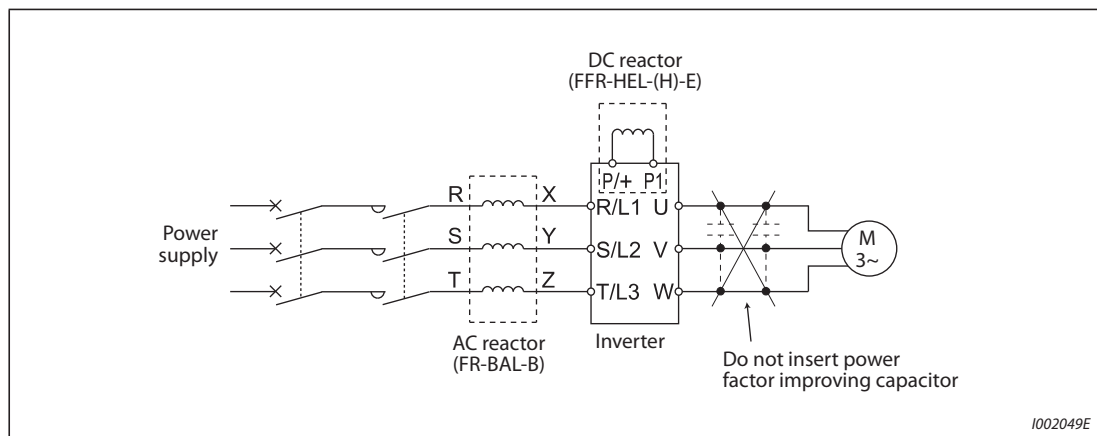 DC reactor
(FFR-HEL-(H)-E)
P/+ P1
R X R/L1 U
Power
supply
S Y S/L2 V
M
3~
T Z T/L3 W
AC reactor
(FR-BAL-B)
Inverter
Do not insert power
factor improving capacitor
I002049E